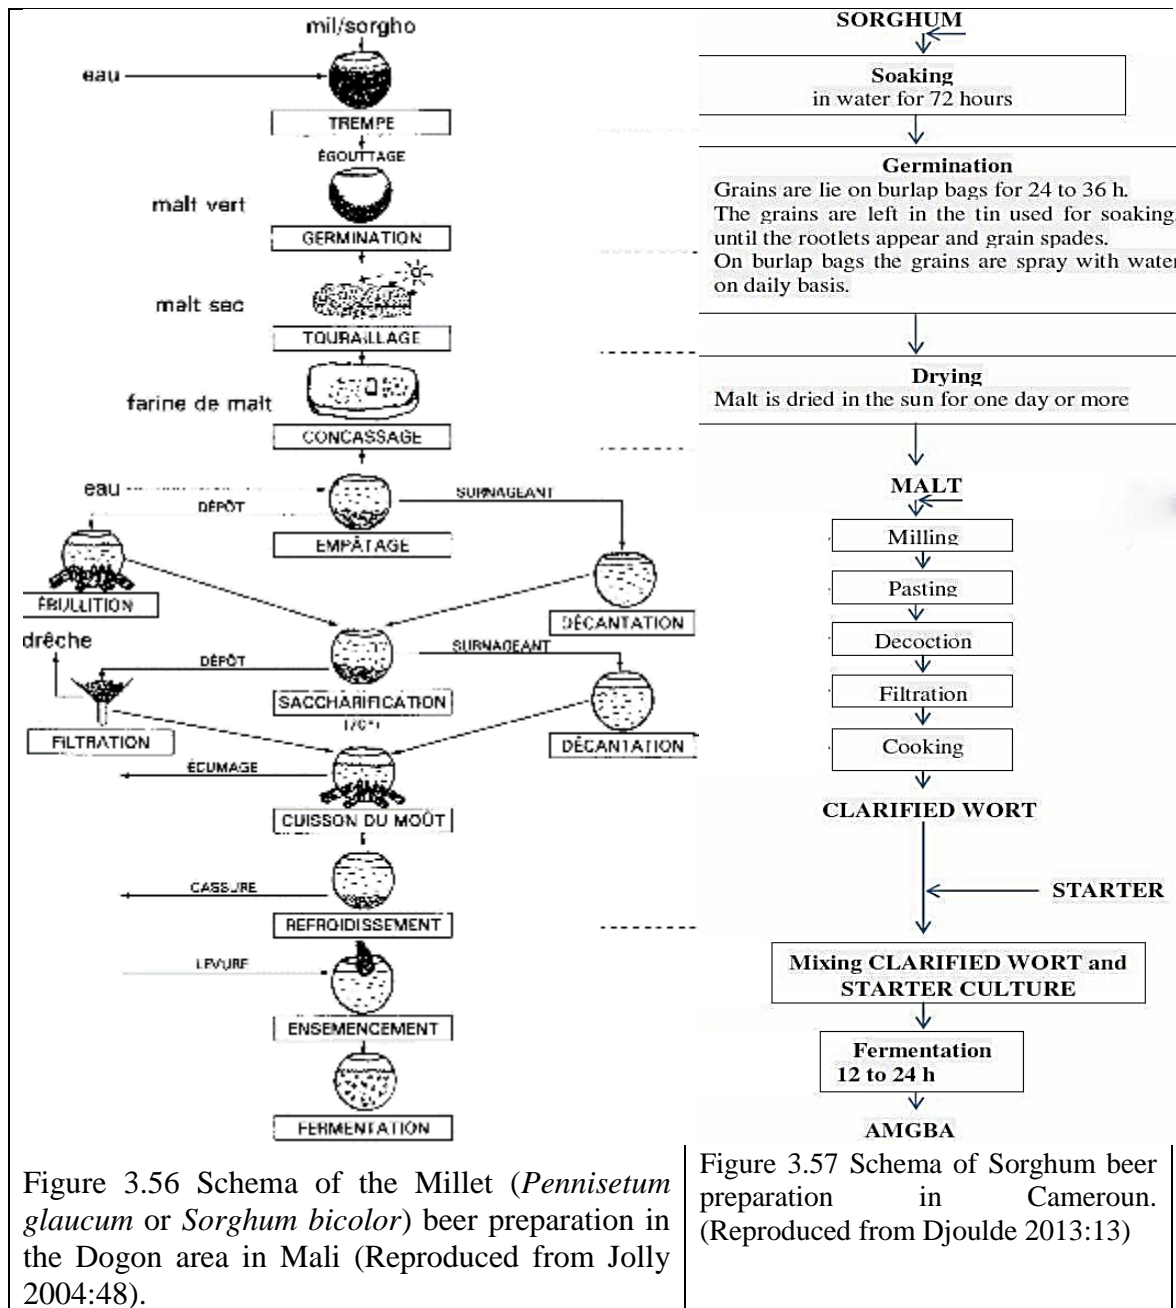 mil/sorgho
eau
TREMPE
ÉGOUTTAGE
malt vert
GERMINATION
malt sec
TOURAILLAGE
farine de malt
CONCASSAGE
eau
SURNAGEANT
DÉPÔT
EMPÂTAGE
ÉBULLITION
DÉCANTATION
drêche
DÉPÔT
SURNAGEANT
SACCHARIFICATION
(70°)
FILTRATION
DÉCANTATION
ÉCUMAGE
CUISSON DU MOÛT
CASSURE
REFROIDISSEMENT
LEVURE
ENSEMENCEMENT
FERMENTATION
Figure 3.56 Schema of the Millet (Pennisetum
glaucum or Sorghum bicolor) beer preparation in
the Dogon area in Mali (Reproduced from Jolly
2004:48).
SORGHUM
Soaking
in water for 72 hours
Germination
Grains are lie on burlap bags for 24 to 36 h.
The grains are left in the tin used for soaking,
until the rootlets appear and grain spades.
On burlap bags the grains are spray with water
on daily basis.
Drying
Malt is dried in the sun for one day or more
MALT
Milling
Pasting
Decoction
Filtration
Cooking
CLARIFIED WORT
STARTER
Mixing CLARIFIED WORT and
STARTER CULTURE
Fermentation
12 to 24 h
AMGBA
Figure 3.57 Schema of Sorghum beer
preparation in Cameroun.
(Reproduced from Djoulde 2013:13)